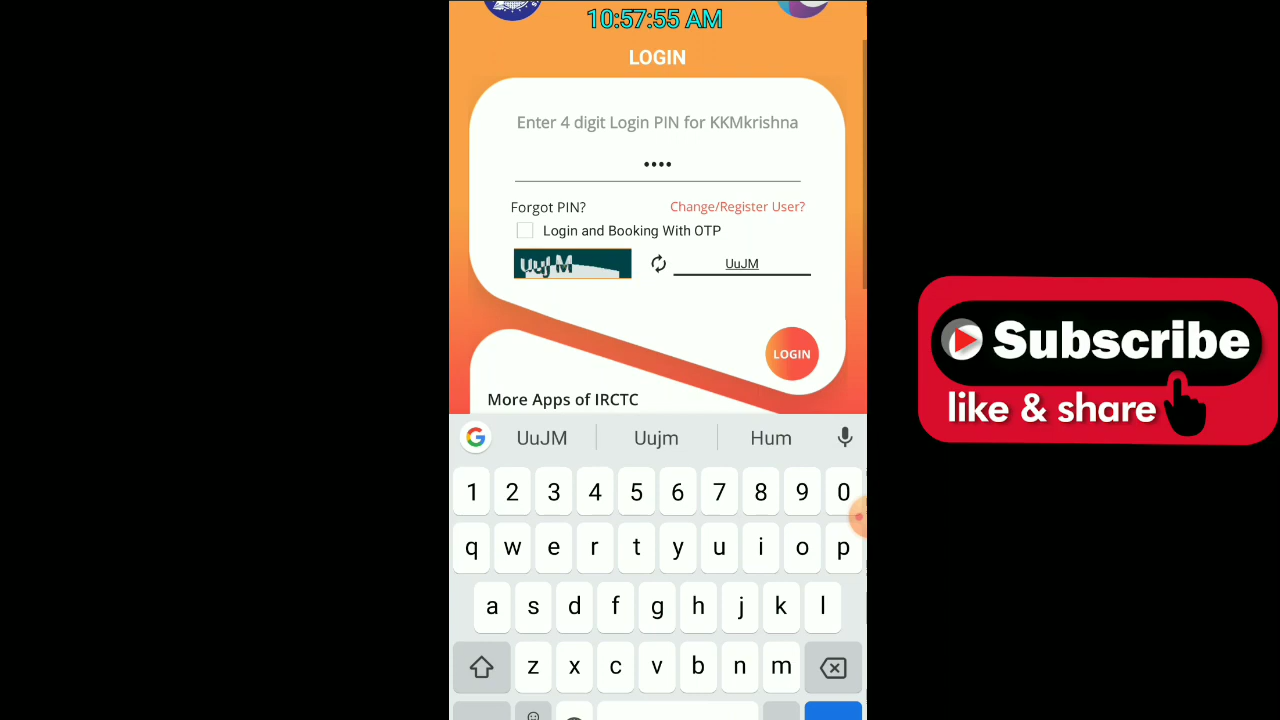 10:57:55 AM
LOGIN
Enter 4 digit Login PIN for KKMkrishna
••••
Forgot PIN? Change/Register User?
Login and Booking With OTP
UuJM UuJM
LOGIN
More Apps of IRCTC
Subscribe
like & share
UuJM Uujm Hum
1 2 3 4 5 6 7 8 9 0
q w e r t y u i o p
a s d f g h j k l
z x c v b n m